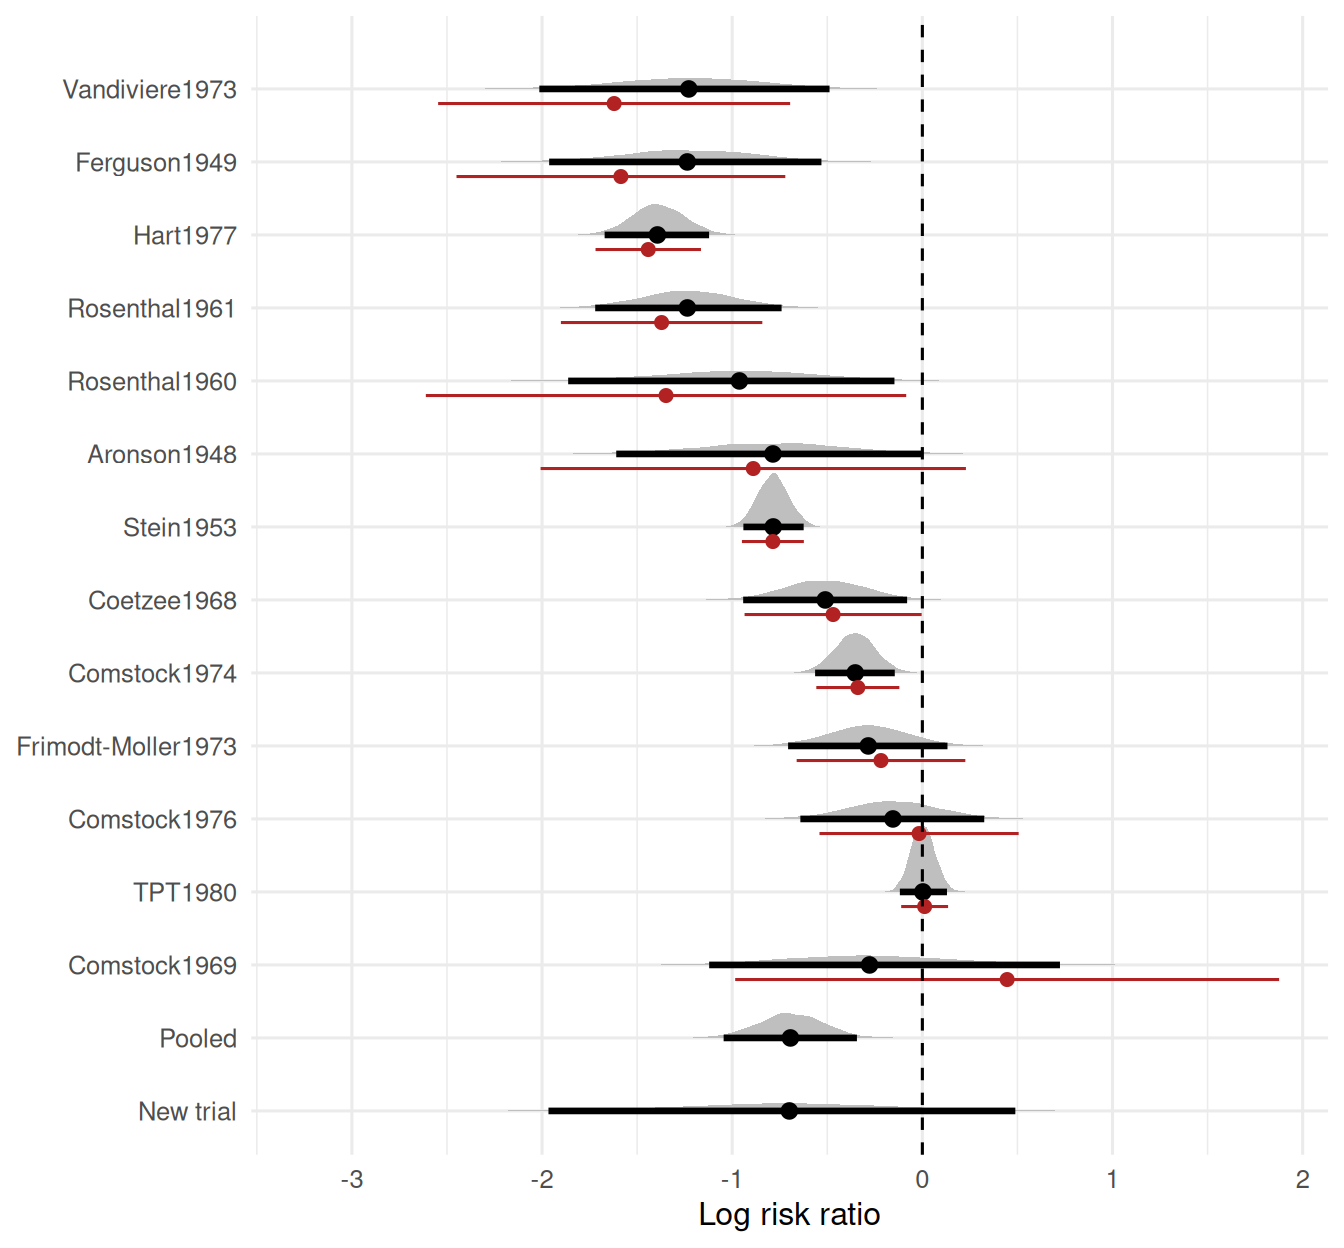 Vandiviere1973
Ferguson1949
Hart1977
Rosenthal1961
Rosenthal1960
Aronson1948
Stein1953
Coetzee1968
Comstock1974
Frimodt-Moller1973
Comstock1976
TPT1980
Comstock1969
Pooled
New trial
-3 -2 -1 0 1 2
Log risk ratio